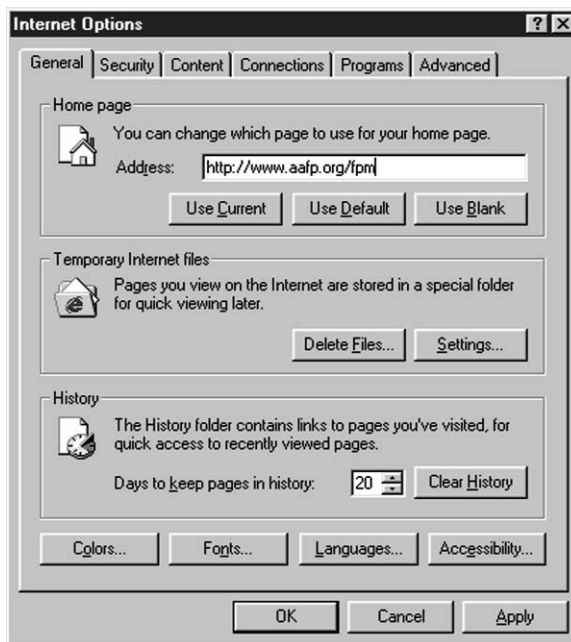 Internet Options
General Security Content Connections Programs Advanced
Home page
You can change which page to use for your home page.
Address: http://www.aafp.org/fpm
Use Current Use Default Use Blank
Temporary Internet files
Pages you view on the Internet are stored in a special folder
for quick viewing later.
Delete Files... Settings...
History
The History folder contains links to pages you've visited, for
quick access to recently viewed pages.
Days to keep pages in history: 20 Clear History
Colors... Fonts... Languages... Accessibility...
OK Cancel Apply